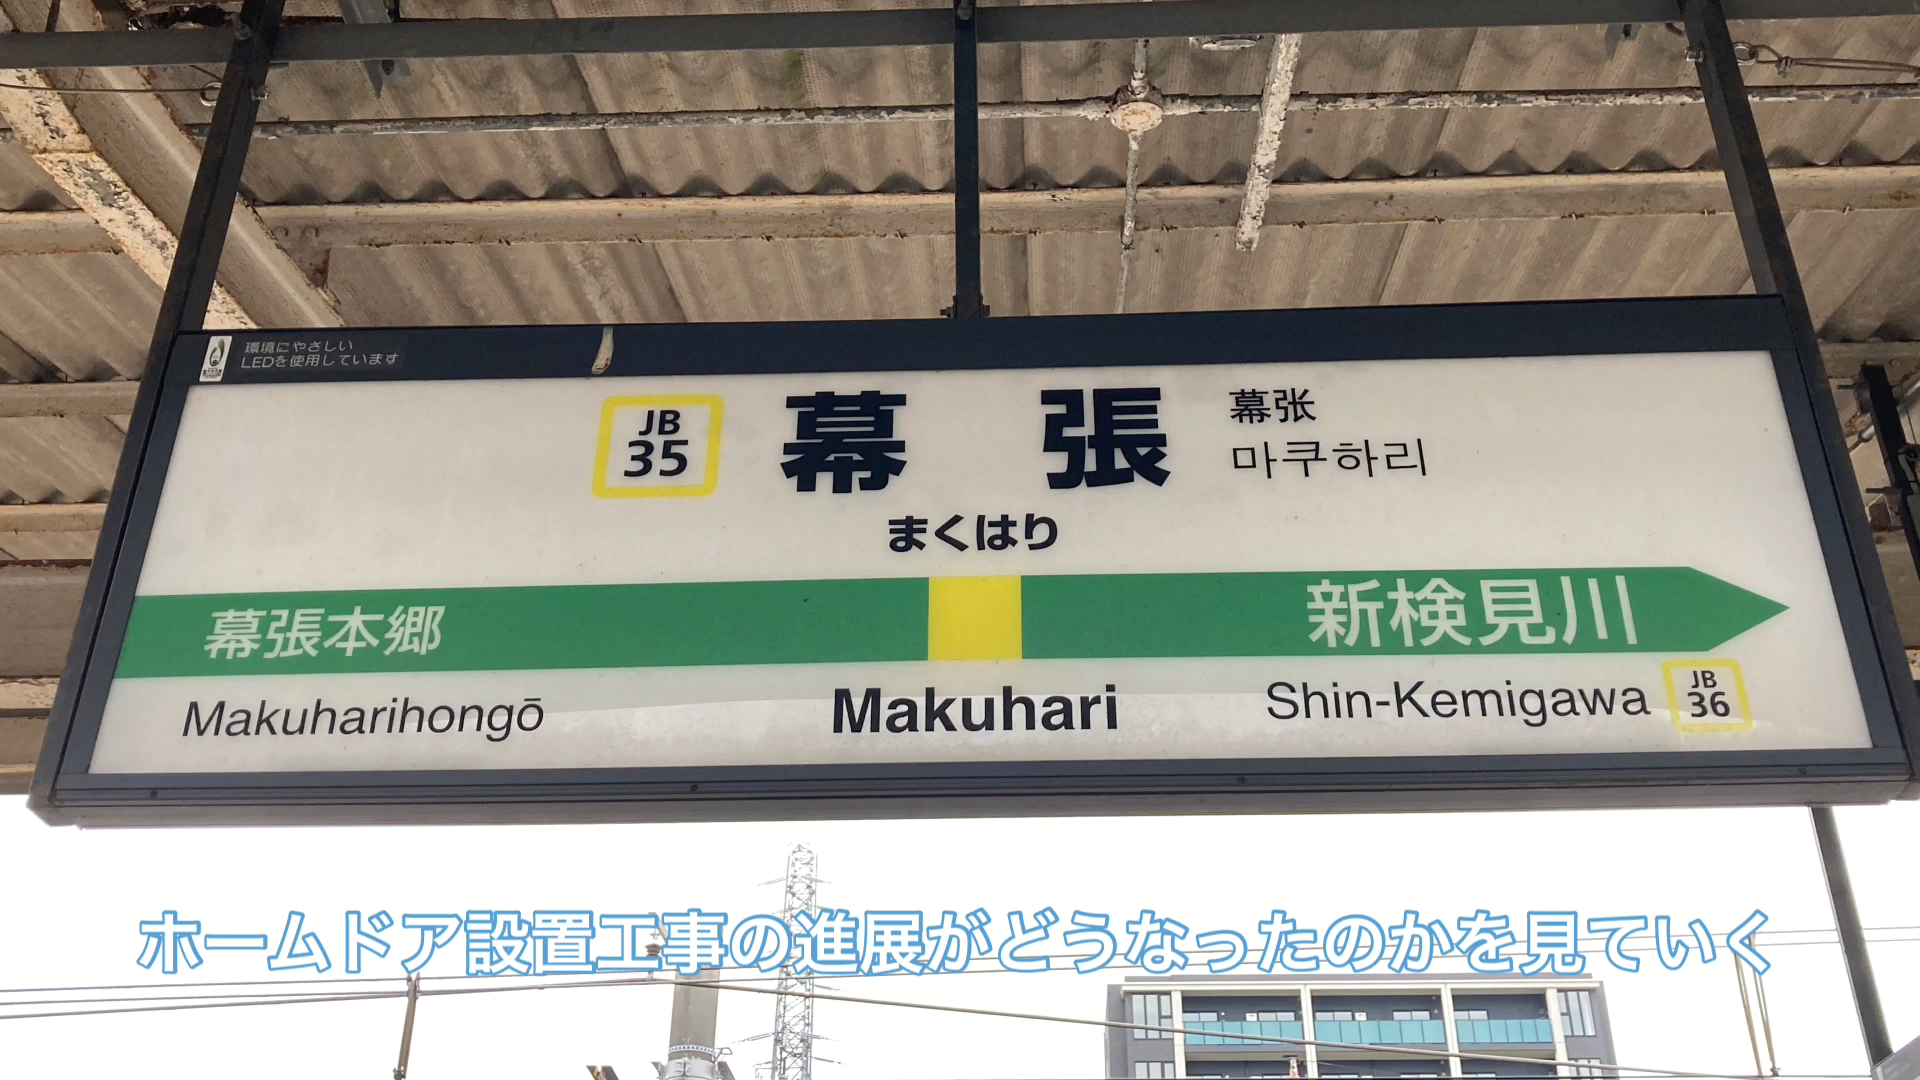 環境にやさしい
LEDを使用しています
JB
35
幕張
幕张
마쿠하리
まくはり
幕張本郷
新検見川
Makuharihongō
Makuhari
Shin-Kemigawa
JB
36
ホームドア設置工事の進展がどうなったのかを見ていく